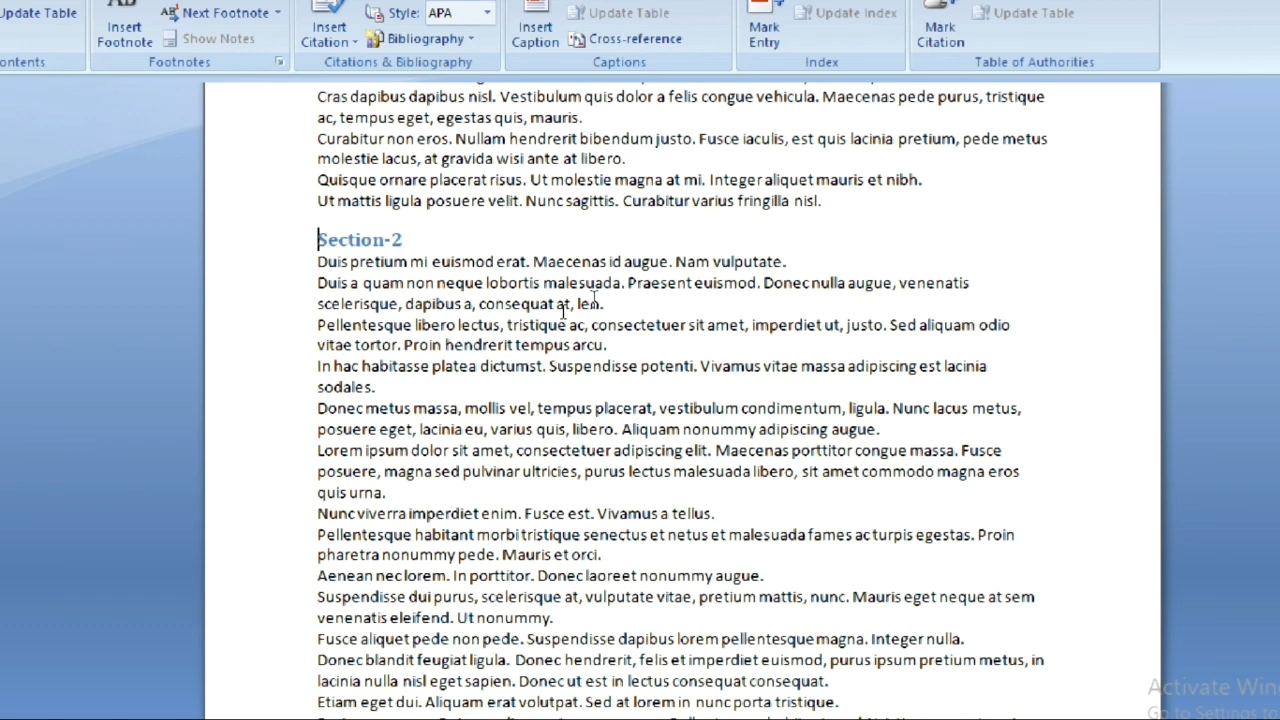 Update Table
Insert Footnote
Next Footnote
Show Notes
Insert Citation
Style: APA
Bibliography
Insert Caption
Update Table
Cross-reference
Mark Entry
Update Index
Mark Citation
Update Table
Footnotes
Citations & Bibliography
Captions
Index
Table of Authorities
Cras dapibus dapibus nisl. Vestibulum quis dolor a felis congue vehicula. Maecenas pede purus, tristique
ac, tempus eget, egestas quis, mauris.
Curabitur non eros. Nullam hendrerit bibendum justo. Fusce iaculis, est quis lacinia pretium, pede metus
molestie lacus, at gravida wisi ante at libero.
Quisque ornare placerat risus. Ut molestie magna at mi. Integer aliquet mauris et nibh.
Ut mattis ligula posuere velit. Nunc sagittis. Curabitur varius fringilla nisl.
Section-2
Duis pretium mi euismod erat. Maecenas id augue. Nam vulputate.
Duis a quam non neque lobortis malesuada. Praesent euismod. Donec nulla augue, venenatis
scelerisque, dapibus a, consequat at, leo.
Pellentesque libero lectus, tristique ac, consectetuer sit amet, imperdiet ut, justo. Sed aliquam odio
vitae tortor. Proin hendrerit tempus arcu.
In hac habitasse platea dictumst. Suspendisse potenti. Vivamus vitae massa adipiscing est lacinia
sodales.
Donec metus massa, mollis vel, tempus placerat, vestibulum condimentum, ligula. Nunc lacus metus,
posuere eget, lacinia eu, varius quis, libero. Aliquam nonummy adipiscing augue.
Lorem ipsum dolor sit amet, consectetuer adipiscing elit. Maecenas porttitor congue massa. Fusce
posuere, magna sed pulvinar ultricies, purus lectus malesuada libero, sit amet commodo magna eros
quis urna.
Nunc viverra imperdiet enim. Fusce est. Vivamus a tellus.
Pellentesque habitant morbi tristique senectus et netus et malesuada fames ac turpis egestas. Proin
pharetra nonummy pede. Mauris et orci.
Aenean nec lorem. In porttitor. Donec laoreet nonummy augue.
Suspendisse dui purus, scelerisque at, vulputate vitae, pretium mattis, nunc. Mauris eget neque at sem
venenatis eleifend. Ut nonummy.
Fusce aliquet pede non pede. Suspendisse dapibus lorem pellentesque magna. Integer nulla.
Donec blandit feugiat ligula. Donec hendrerit, felis et imperdiet euismod, purus ipsum pretium metus, in
lacinia nulla nisl eget sapien. Donec ut est in lectus consequat consequat.
Etiam eget dui. Aliquam erat volutpat. Sed at lorem in nunc porta tristique.